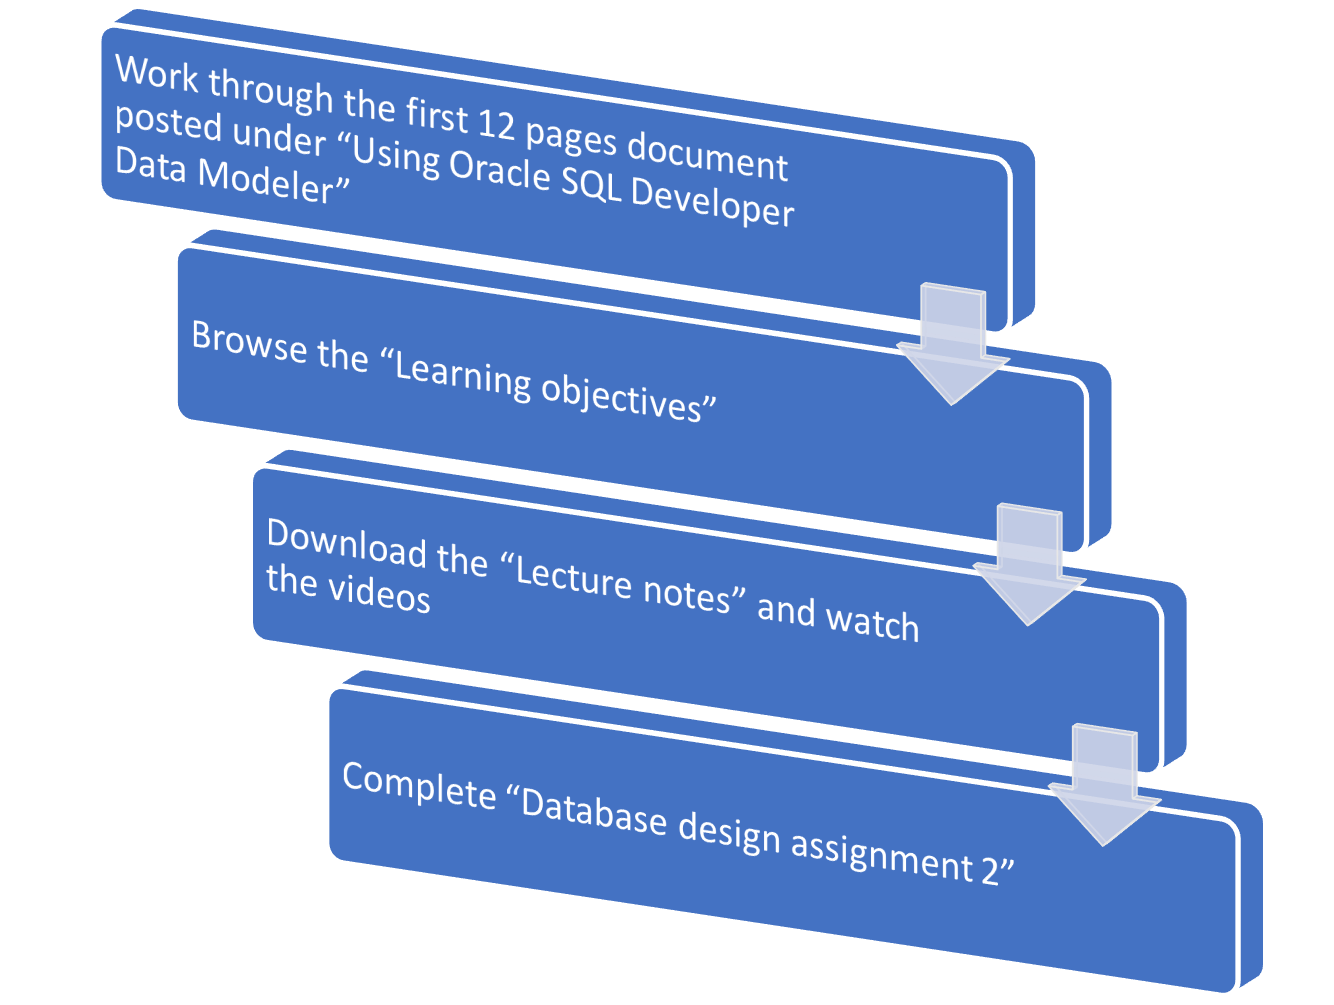 Work through the first 12 pages document
posted under “Using Oracle SQL Developer
Data Modeler”
Browse the “Learning objectives”
Download the “Lecture notes” and watch
the videos
Complete “Database design assignment 2”